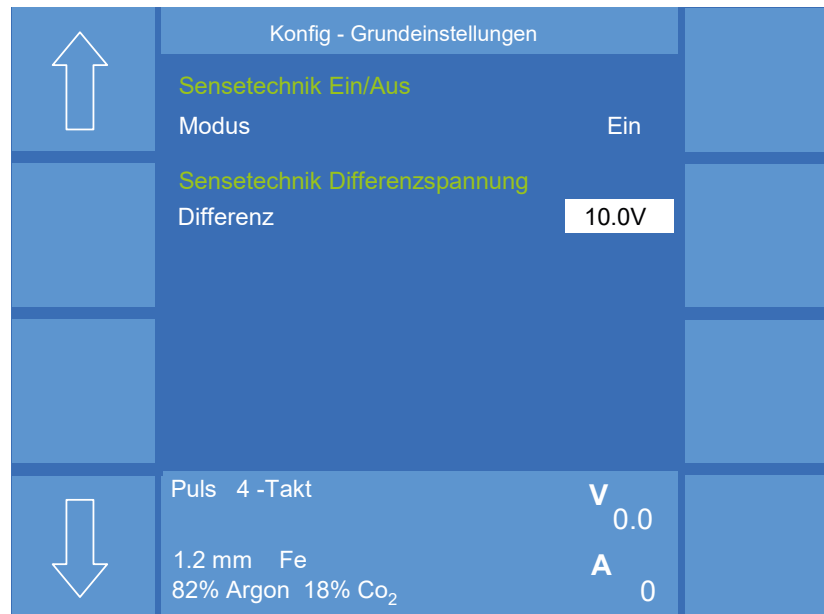 Konfig - Grundeinstellungen
Sensetechnik Ein/Aus
Modus Ein
Sensetechnik Differenzspannung
Differenz 10.0V
Puls 4 -Takt V
0.0
1.2 mm Fe A
82% Argon 18% Co₂ 0